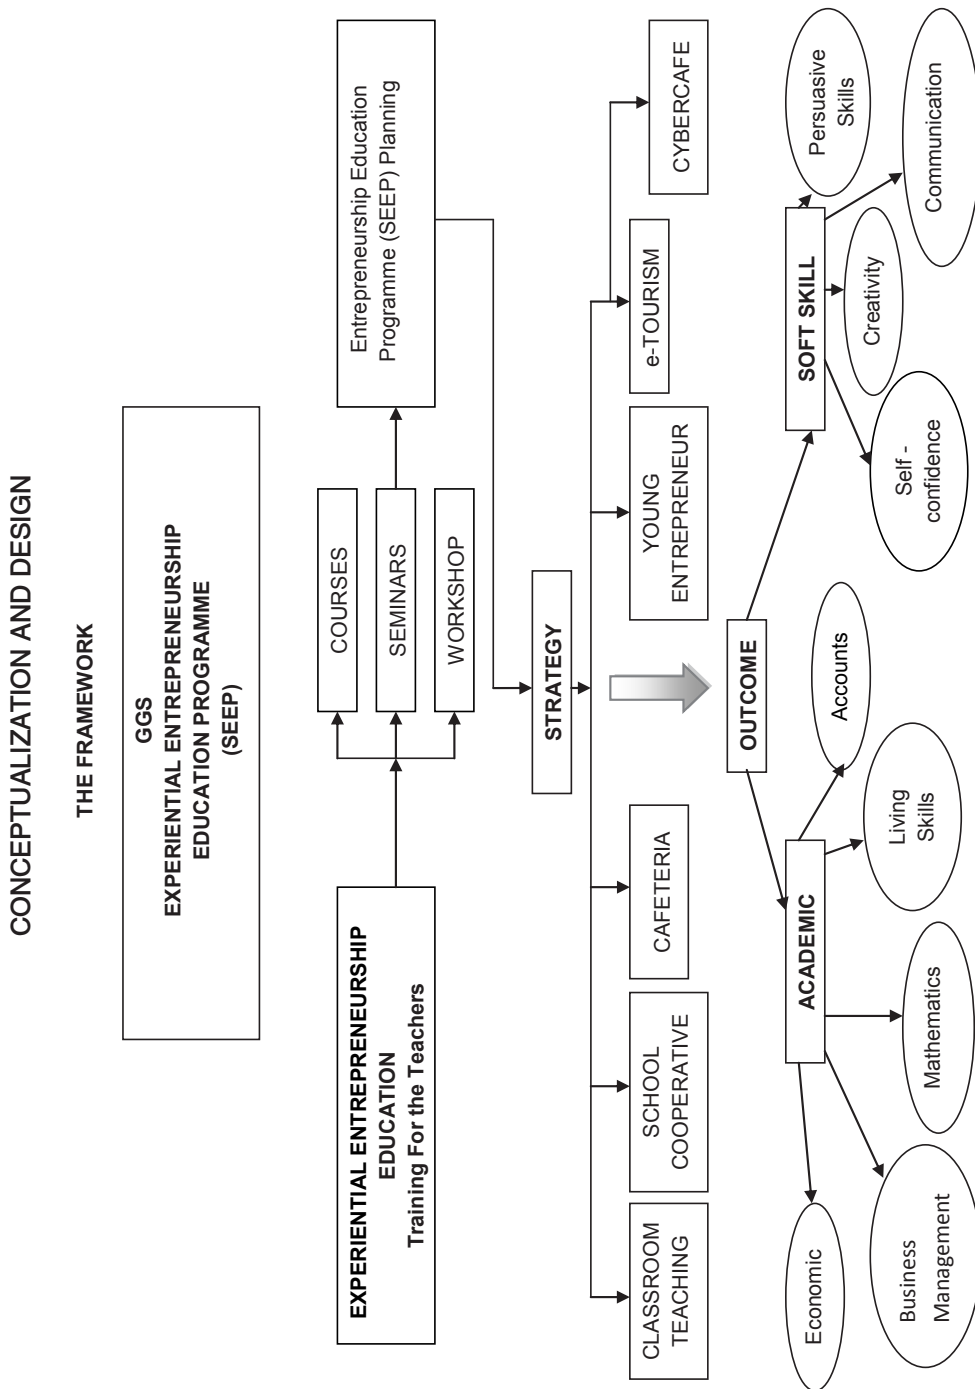 CONCEPTUALIZATION AND DESIGN
THE FRAMEWORK
GGS
EXPERIENTIAL ENTREPRENEURSHIP
EDUCATION PROGRAMME
(SEEP)
EXPERIENTIAL ENTREPRENEURSHIP
EDUCATION
Training For the Teachers
COURSES
SEMINARS
WORKSHOP
Entrepreneurship Education
Programme (SEEP) Planning
STRATEGY
CLASSROOM
TEACHING
SCHOOL
COOPERATIVE
CAFETERIA
YOUNG
ENTREPRENEUR
e-TOURISM
CYBERCAFE
OUTCOME
ACADEMIC
SOFT SKILL
Economic
Business
Management
Mathematics
Living
Skills
Accounts
Self -
confidence
Creativity
Communication
Persuasive
Skills